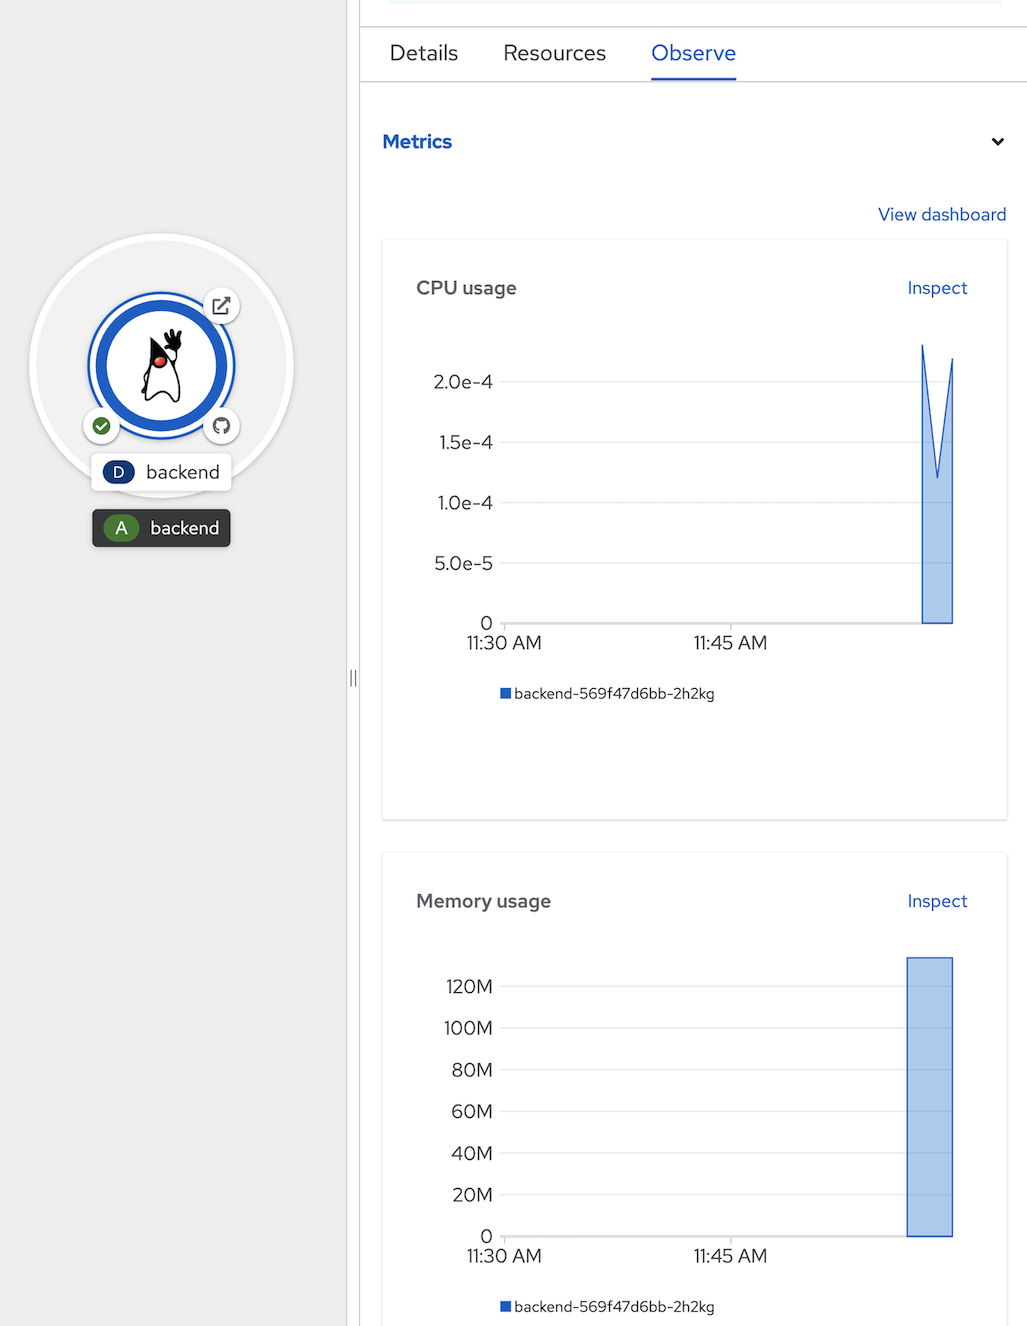 Details Resources Observe
Metrics
View dashboard
CPU usage Inspect
2.0e-4
1.5e-4
1.0e-4
5.0e-5
0
11:30 AM 11:45 AM
backend-569f47d6bb-2h2kg
D backend
A backend
Memory usage Inspect
120M
100M
80M
60M
40M
20M
0
11:30 AM 11:45 AM
backend-569f47d6bb-2h2kg